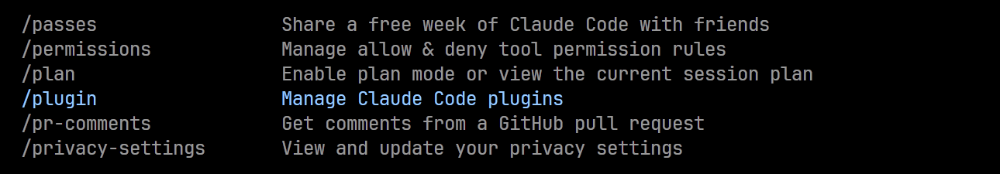 /passes Share a free week of Claude Code with friends
/permissions Manage allow & deny tool permission rules
/plan Enable plan mode or view the current session plan
/plugin Manage Claude Code plugins
/pr-comments Get comments from a GitHub pull request
/privacy-settings View and update your privacy settings